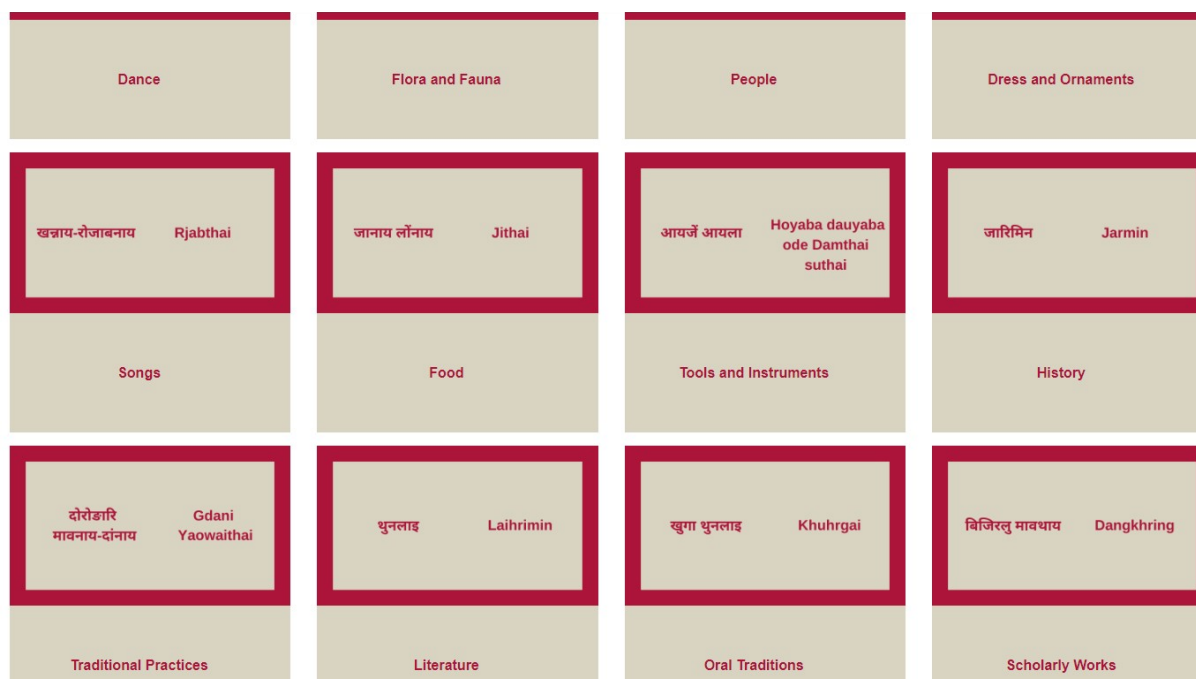 Dance
Flora and Fauna
People
Dress and Ornaments
खन्नाय-रोजाबनाय
Rjabthai
जानाय लोंनाय
Jithai
आयजें आयला
Hoyaba dauyaba
ode Damthai
suthai
जारिमिन
Jarmin
Songs
Food
Tools and Instruments
History
दोरोङारि
मावनाय-दांनाय
Gdani
Yaowaithai
थुनलाइ
Laihrimin
खुगा थुनलाइ
Khuhrgai
बिजिरलु मावथाय
Dangkhring
Traditional Practices
Literature
Oral Traditions
Scholarly Works